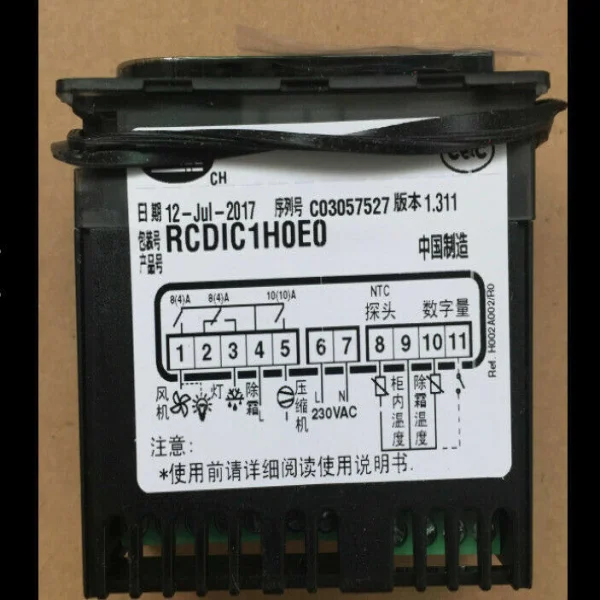 CH
日期 12-Jul-2017 序列号 C03057527 版本 1.311
包装号
产品号 RCDIC1H0E0
中国制造
8(4)A 8(4)A 10(10)A NTC
探头 数字量
1 2 3 4 5 6 7 8 9 10 11
风机 灯 除霜 L 压缩机 L N 柜内温度 除霜温度
230VAC
注意:
*使用前请详细阅读使用说明书.
Ref. H002A002/R0